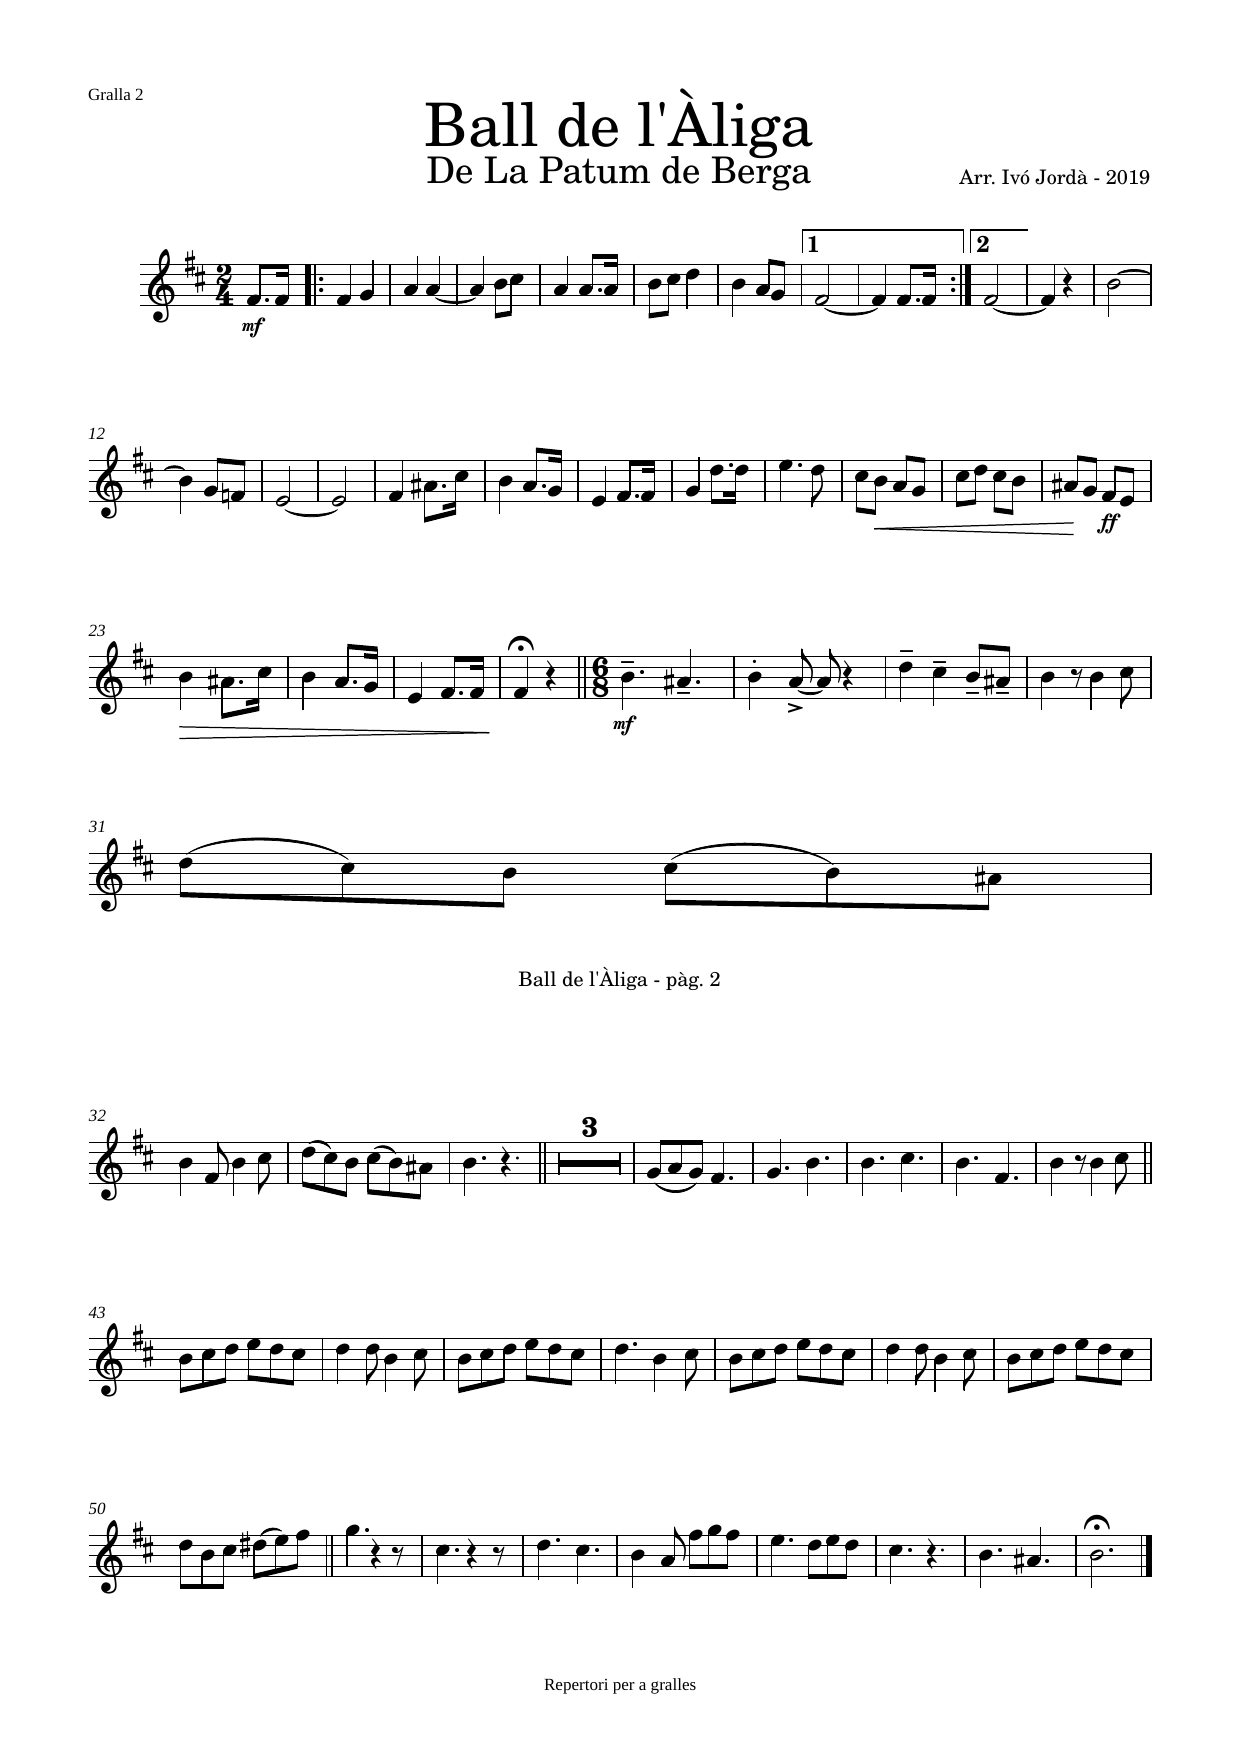 Gralla 2
Ball de l'Àliga
De La Patum de Berga
Arr. Ivó Jordà - 2019
1 2
2
4
mf
12
ff
23
6
8
mf
31
Ball de l'Àliga - pàg. 2
32
3
43
50
Repertori per a gralles